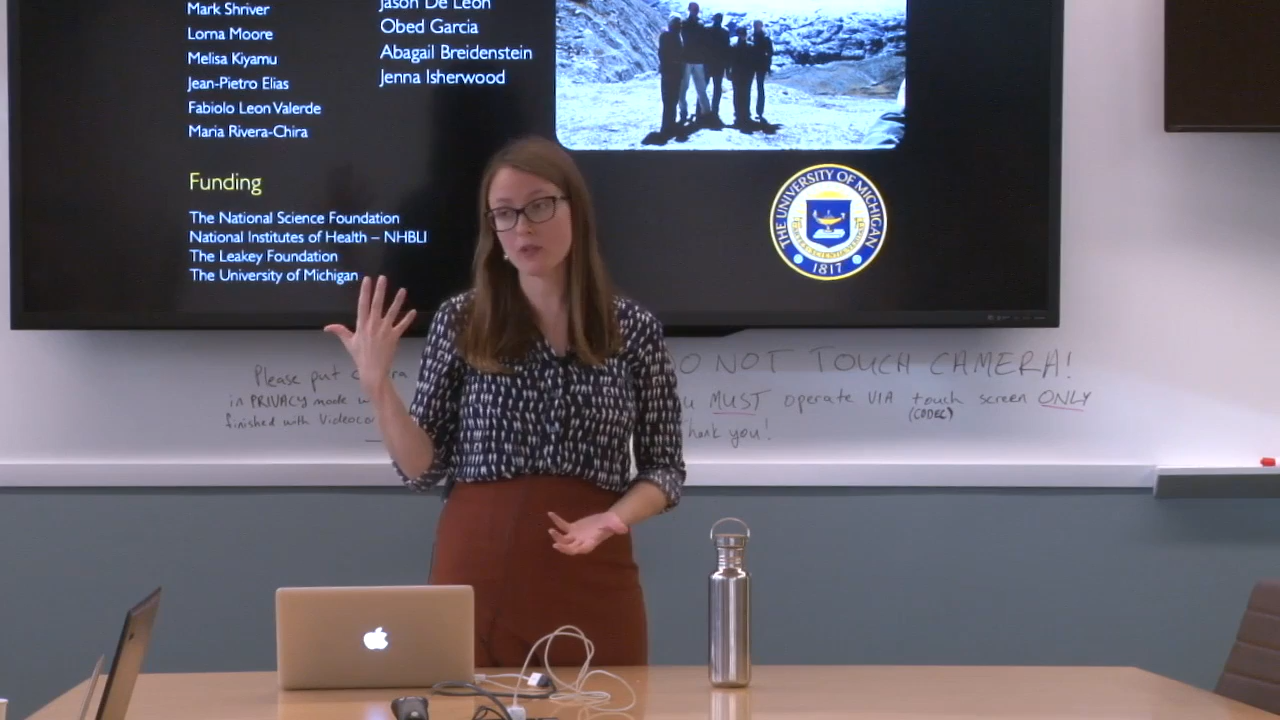 Mark Shriver
Lorna Moore
Melisa Kiyamu
Jean-Pietro Elias
Fabiolo Leon Valerde
Maria Rivera-Chira
Jason De Leon
Obed Garcia
Abagail Breidenstein
Jenna Isherwood
Funding
The National Science Foundation
National Institutes of Health – NHBLI
The Leakey Foundation
The University of Michigan
THE UNIVERSITY OF MICHIGAN
1817
Please put
in PRIVACY mode
finished with
DO NOT TOUCH CAMERA!
MUST operate VIA touch screen ONLY
(CODEC)
Thank you!